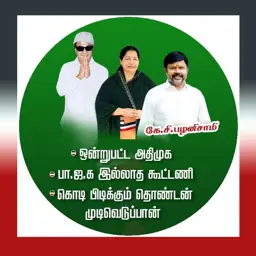 கே.சி.பழனிசாமி
• ஒன்றுபட்ட அதிமுக
• பா.ஜ.க இல்லாத கூட்டணி
• கொடி பிடிக்கும் தொண்டன்
முடிவெடுப்பான்